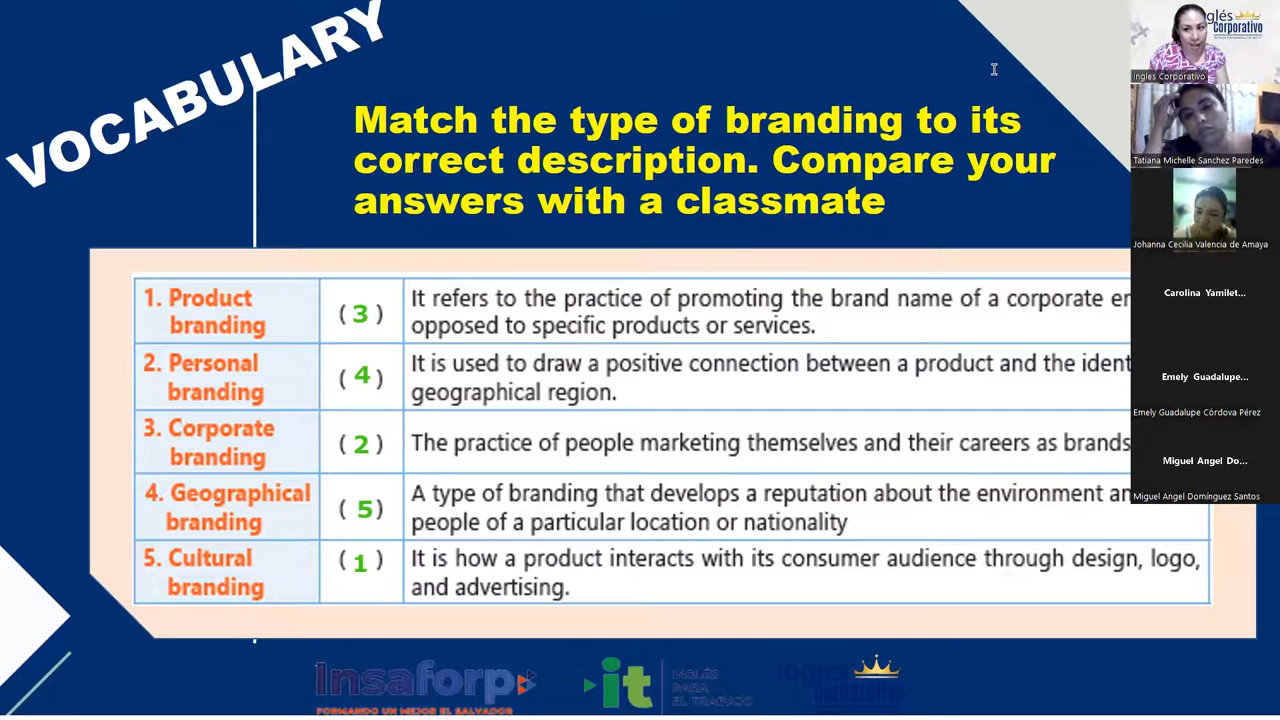 VOCABULARY
Match the type of branding to its
correct description. Compare your
answers with a classmate
1. Product
branding
( 3 )
It refers to the practice of promoting the brand name of a corporate
opposed to specific products or services.
2. Personal
branding
( 4 )
It is used to draw a positive connection between a product and the
geographical region.
3. Corporate
branding
( 2 )
The practice of people marketing themselves and their careers as brands
4. Geographical
branding
( 5 )
A type of branding that develops a reputation about the environment
people of a particular location or nationality
5. Cultural
branding
( 1 )
It is how a product interacts with its consumer audience through design, logo,
and advertising.
Insaforp
FORMANDO UN MEJOR EL SALVADOR
it
INGLÉS
PARA
EL TRABAJO
Inglés
Corporativo
Inglés
Corporativo
Ingles Corporativo
Tatiana Michelle Sanchez Paredes
Johanna Cecilia Valencia de Amaya
Carolina Yamilet...
Emely Guadalupe...
Emely Guadalupe Córdova Pérez
Miguel Angel Do...
Miguel Angel Domínguez Santos